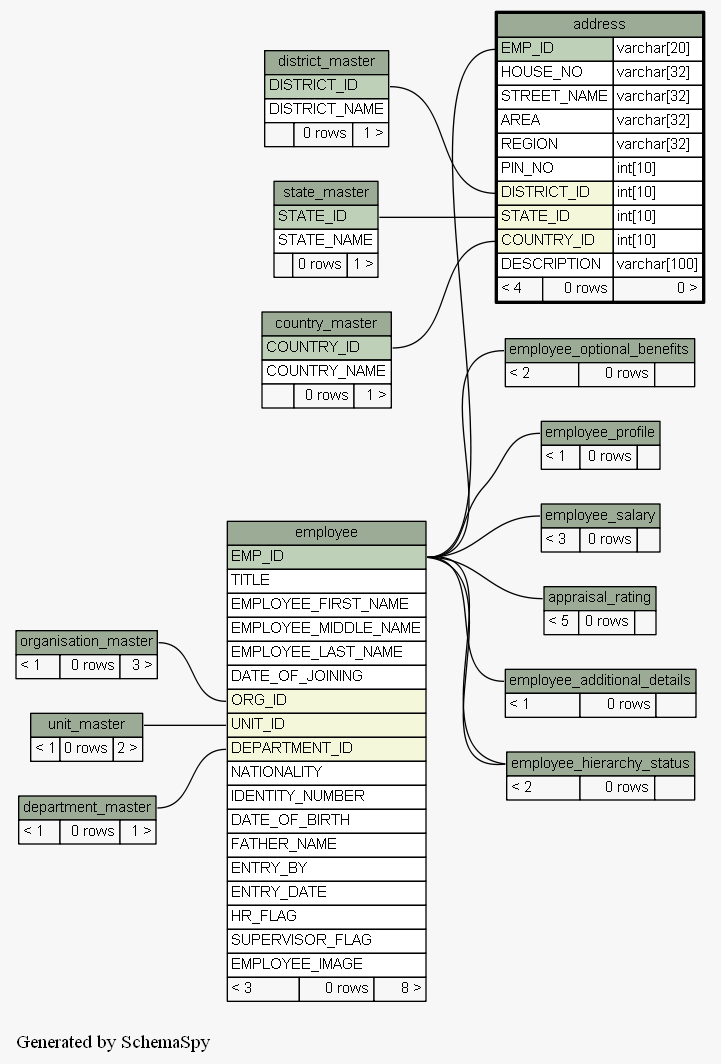 address
EMP_ID varchar[20]
HOUSE_NO varchar[32]
STREET_NAME varchar[32]
AREA varchar[32]
REGION varchar[32]
PIN_NO int[10]
DISTRICT_ID int[10]
STATE_ID int[10]
COUNTRY_ID int[10]
DESCRIPTION varchar[100]
< 4 0 rows 0 >
district_master
DISTRICT_ID
DISTRICT_NAME
0 rows 1 >
state_master
STATE_ID
STATE_NAME
0 rows 1 >
country_master
COUNTRY_ID
COUNTRY_NAME
0 rows 1 >
employee_optional_benefits
< 2 0 rows
employee_profile
< 1 0 rows
employee_salary
< 3 0 rows
appraisal_rating
< 5 0 rows
employee_additional_details
< 1 0 rows
employee_hierarchy_status
< 2 0 rows
employee
EMP_ID
TITLE
EMPLOYEE_FIRST_NAME
EMPLOYEE_MIDDLE_NAME
EMPLOYEE_LAST_NAME
DATE_OF_JOINING
ORG_ID
UNIT_ID
DEPARTMENT_ID
NATIONALITY
IDENTITY_NUMBER
DATE_OF_BIRTH
FATHER_NAME
ENTRY_BY
ENTRY_DATE
HR_FLAG
SUPERVISOR_FLAG
EMPLOYEE_IMAGE
< 3 0 rows 8 >
organisation_master
< 1 0 rows 3 >
unit_master
< 1 0 rows 2 >
department_master
< 1 0 rows 1 >
Generated by SchemaSpy